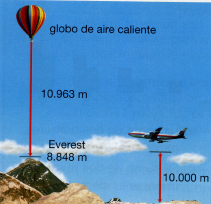 globo de aire caliente
10.963 m
Everest
8.848 m
10.000 m